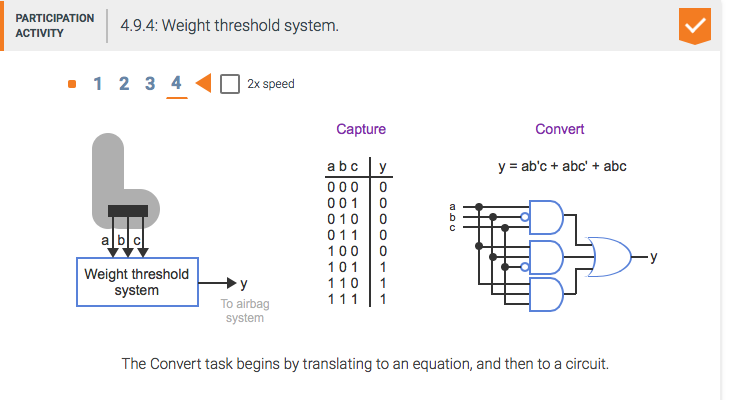 PARTICIPATION
ACTIVITY
4.9.4: Weight threshold system.
1 2 3 4
2x speed
Capture
Convert
a b c y
0 0 0 0
0 0 1 0
0 1 0 0
0 1 1 0
1 0 0 0
1 0 1 1
1 1 0 1
1 1 1 1
y = ab'c + abc' + abc
a
b
c
y
a b c
Weight threshold
system
y
To airbag
system
The Convert task begins by translating to an equation, and then to a circuit.